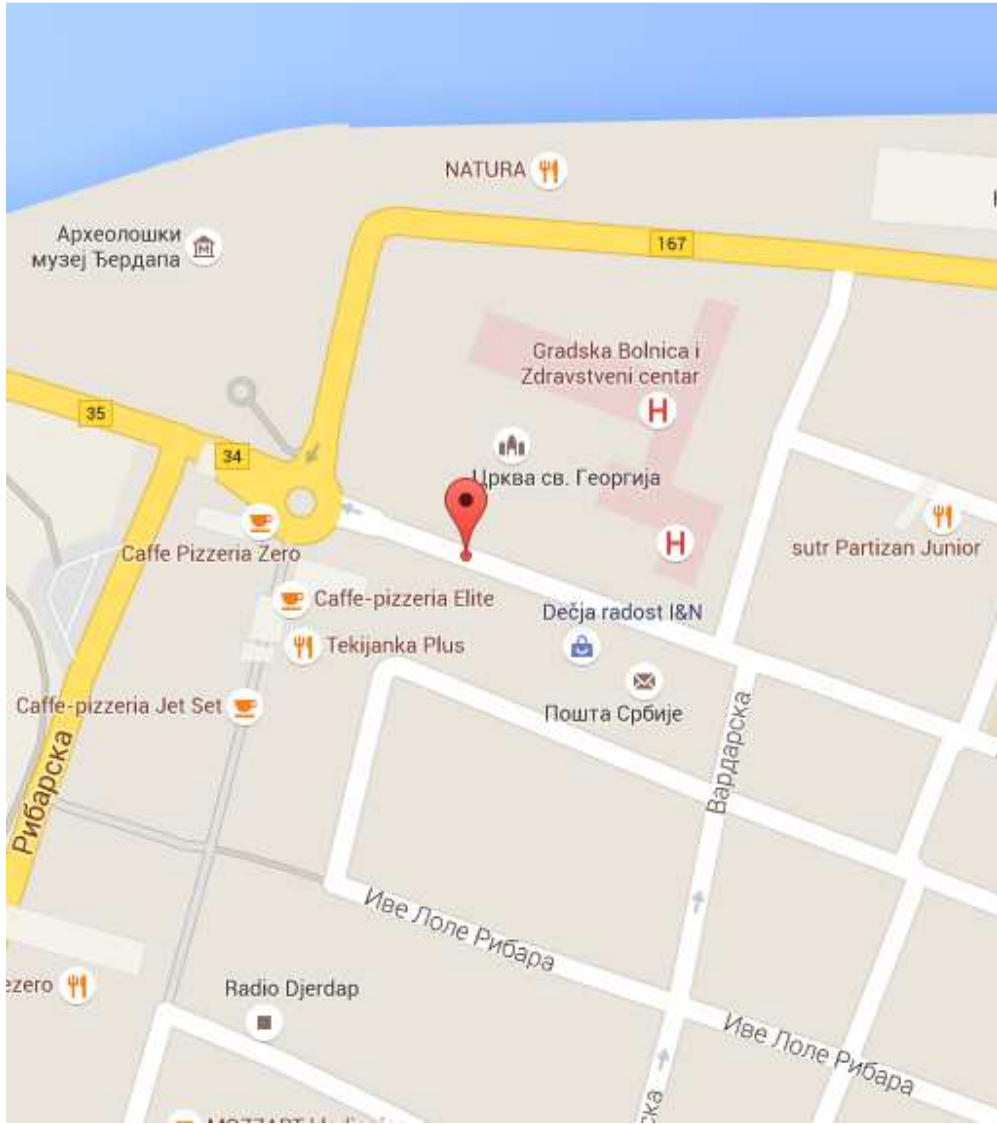 NATURA
Археолошки
музеј Ђердапа
167
Gradska Bolnica i
Zdravstveni centar
35
34
Црква св. Георгија
Caffe Pizzeria Zero
sutr Partizan Junior
Caffe-pizzeria Elite
Dečja radost I&N
Tekijanka Plus
Caffe-pizzeria Jet Set
Пошта Србије
Рибарска
Вардарска
Иве Лоле Рибара
ezero
Radio Djerdap
Иве Лоле Рибара
ска